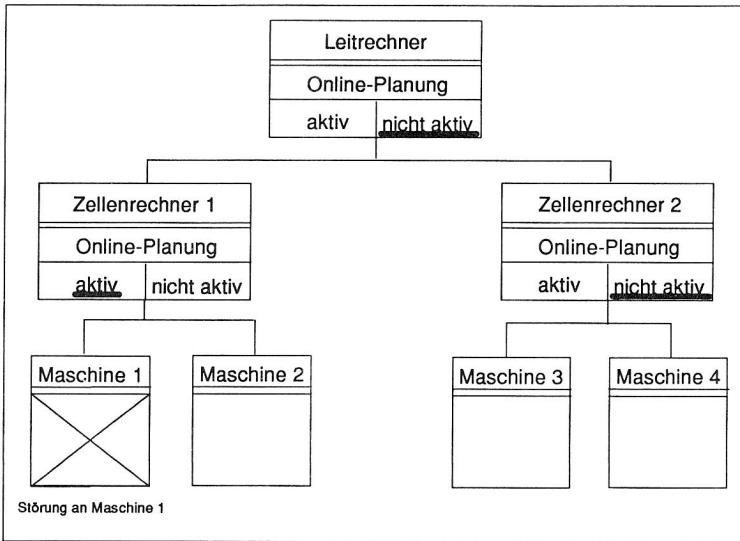 Leitrechner
Online-Planung
aktiv nicht aktiv
Zellenrechner 1 Zellenrechner 2
Online-Planung Online-Planung
aktiv nicht aktiv aktiv nicht aktiv
Maschine 1 Maschine 2 Maschine 3 Maschine 4
Störung an Maschine 1